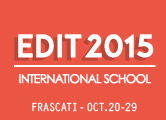 EDIT 2015
INTERNATIONAL SCHOOL
FRASCATI - OCT.20-29